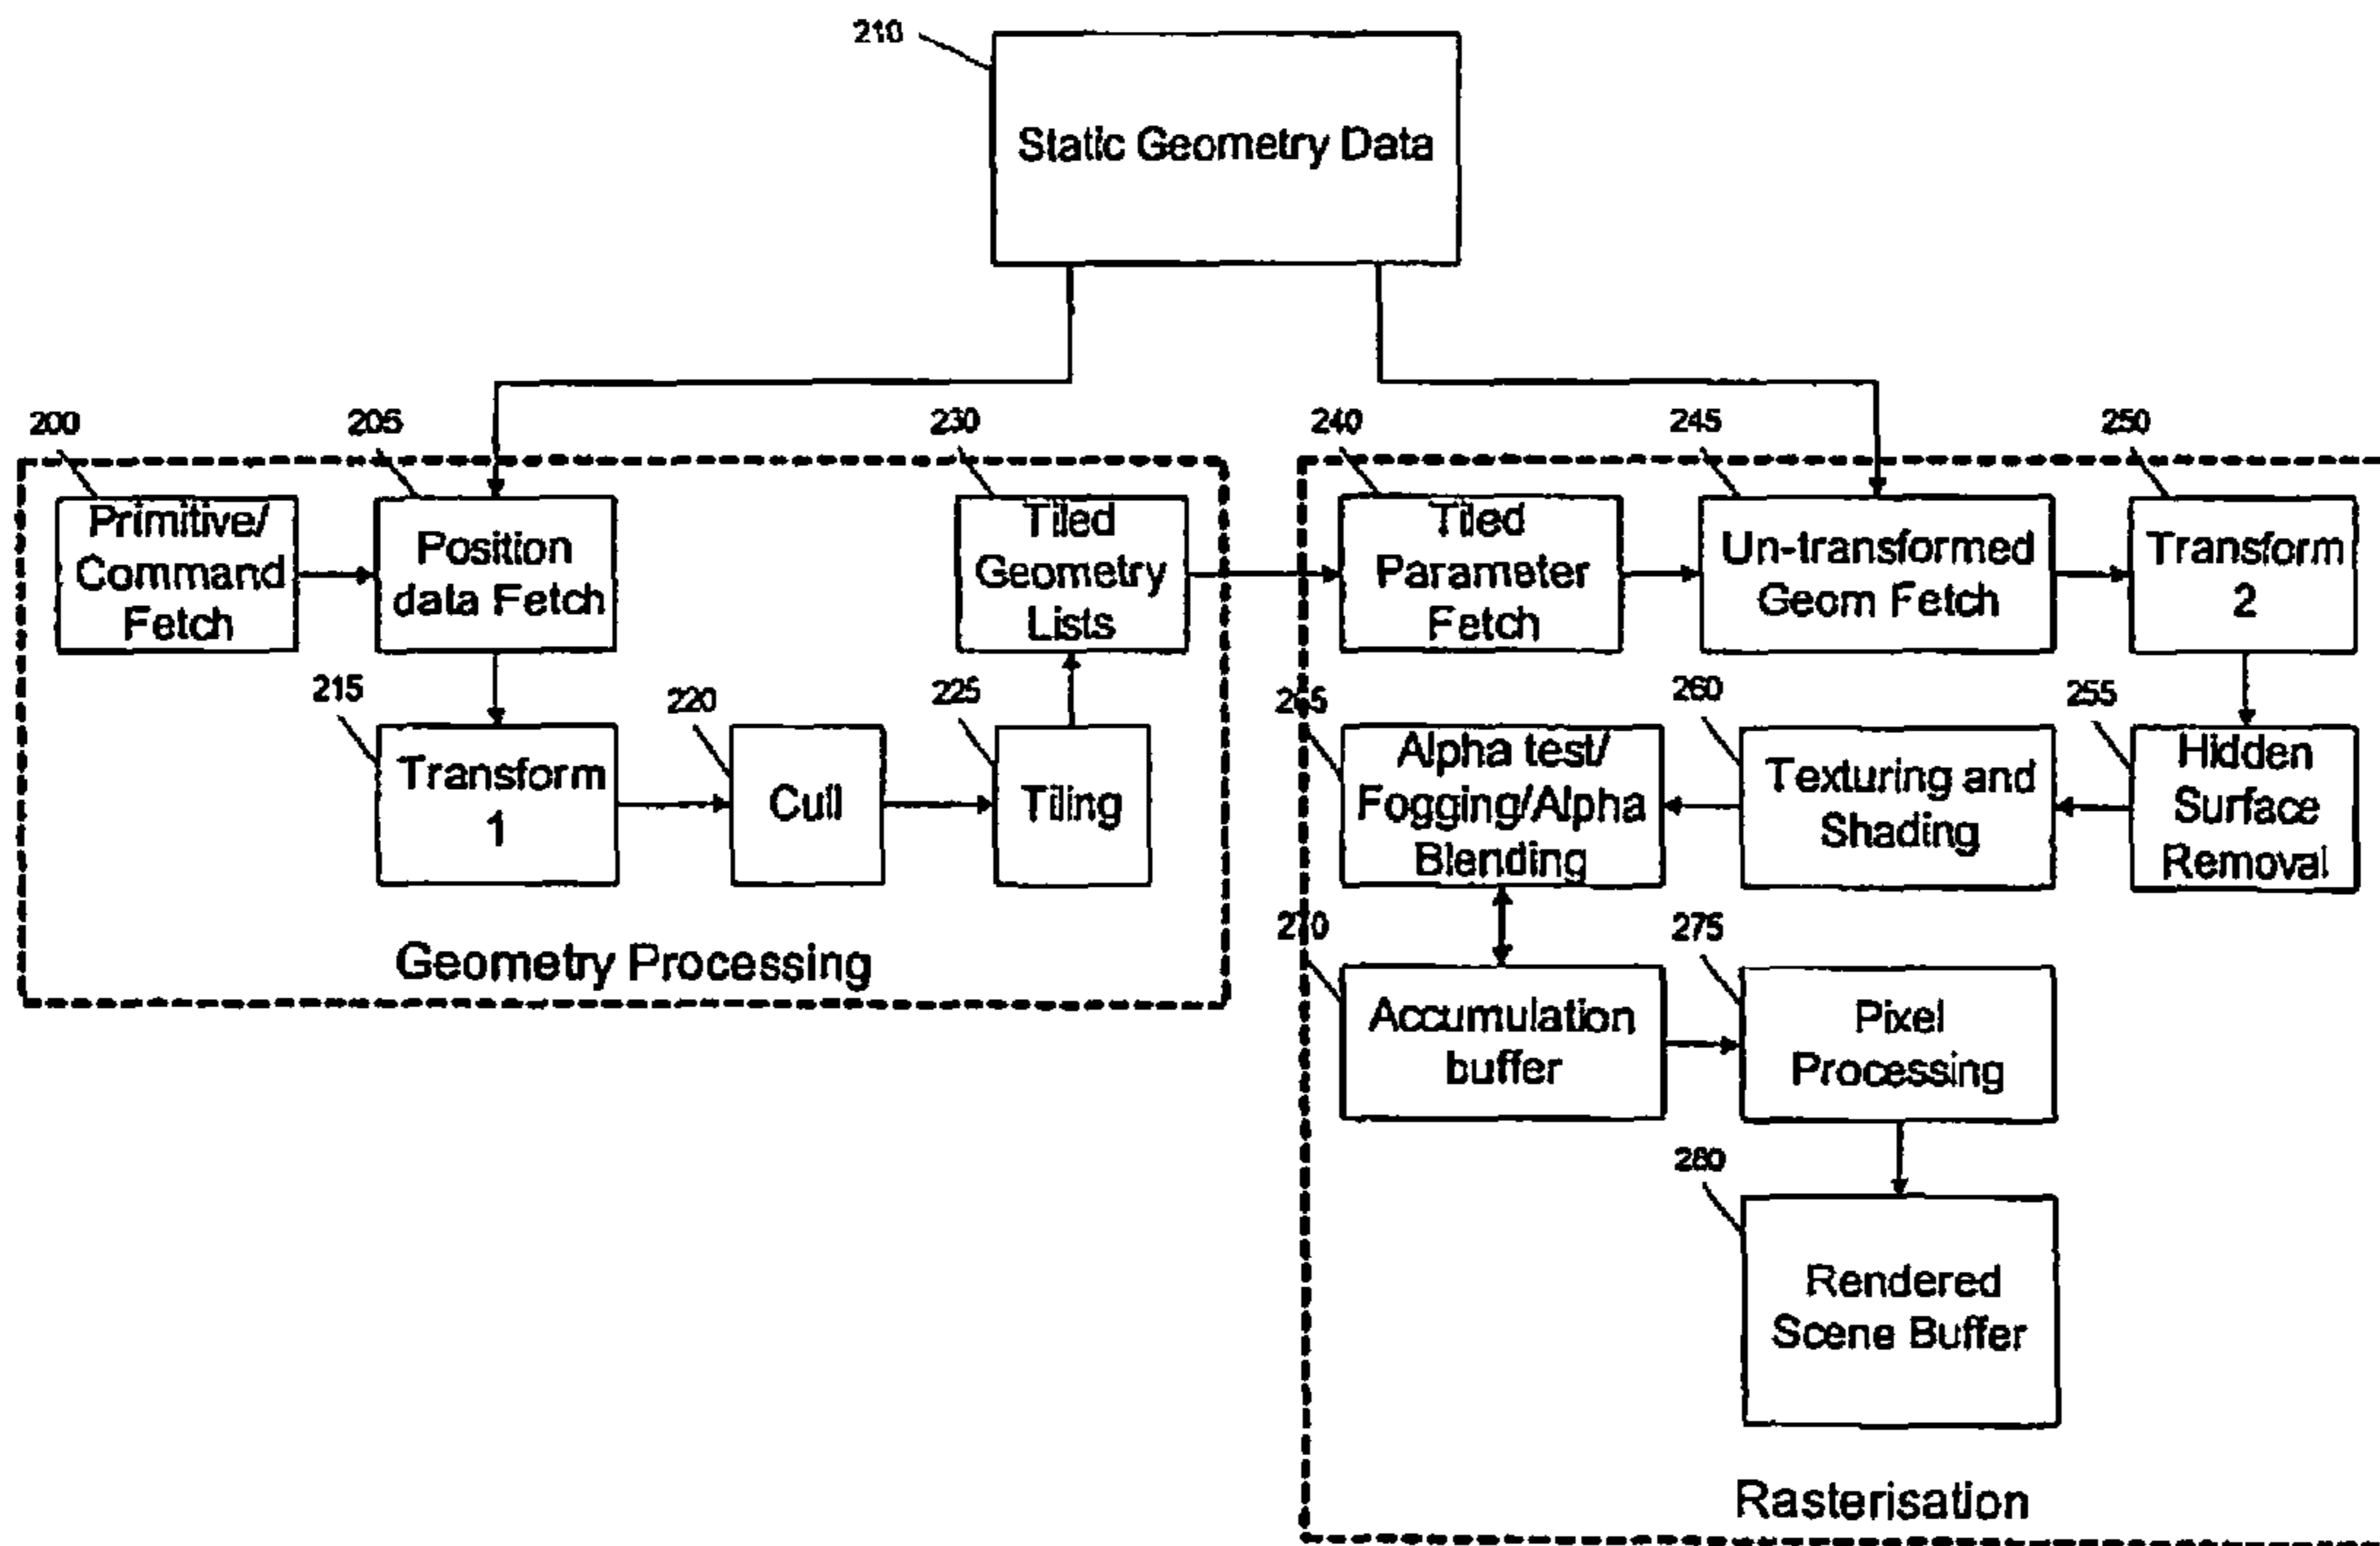 210
Static Geometry Data
200
205
230
240
245
250
Primitive/
Command
Fetch
Position
data Fetch
Tiled
Geometry
Lists
Tiled
Parameter
Fetch
Un-transformed
Geom Fetch
Transform
2
215
220
225
260
255
Transform
1
Cull
Tiling
Alpha test/
Fogging/Alpha
Blending
Texturing and
Shading
Hidden
Surface
Removal
Geometry Processing
275
Accumulation
buffer
Pixel
Processing
280
Rendered
Scene Buffer
Rasterisation